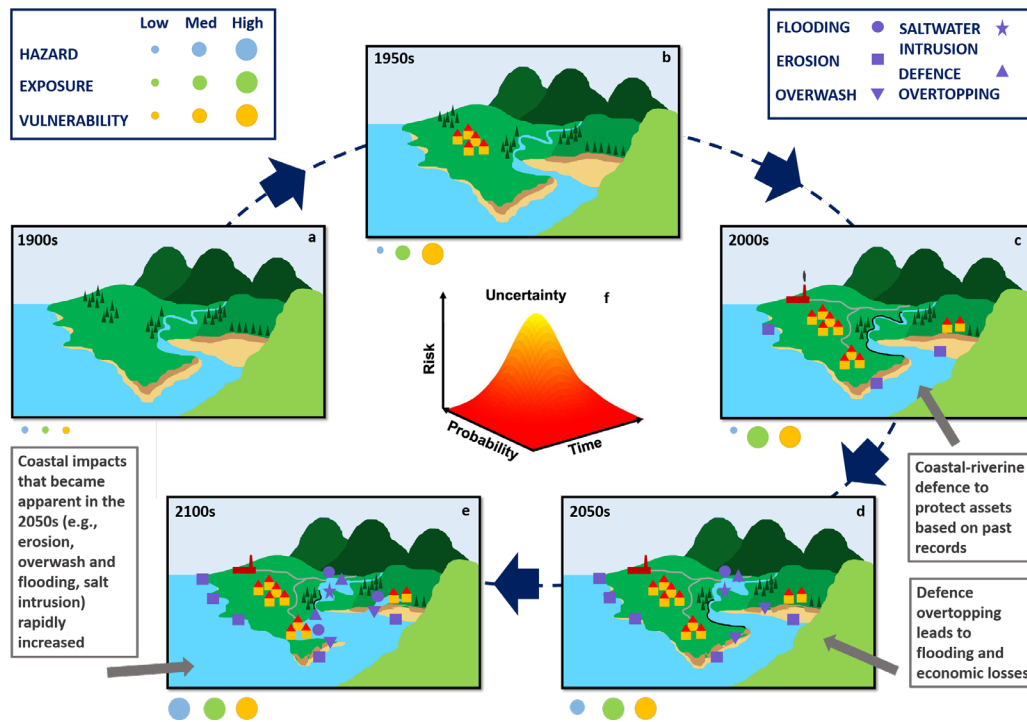 Low Med High
HAZARD
EXPOSURE
VULNERABILITY
FLOODING
EROSION
OVERWASH
SALTWATER
INTRUSION
DEFENCE
OVERTOPPING
1900s
a
1950s
b
2000s
c
Uncertainty
f
Risk
Probability
Time
Coastal-riverine
defence to
protect assets
based on past
records
2050s
d
Defence
overtopping
leads to
flooding and
economic losses
2100s
e
Coastal impacts
that became
apparent in the
2050s (e.g.,
erosion,
overwash and
flooding, salt
intrusion)
rapidly
increased